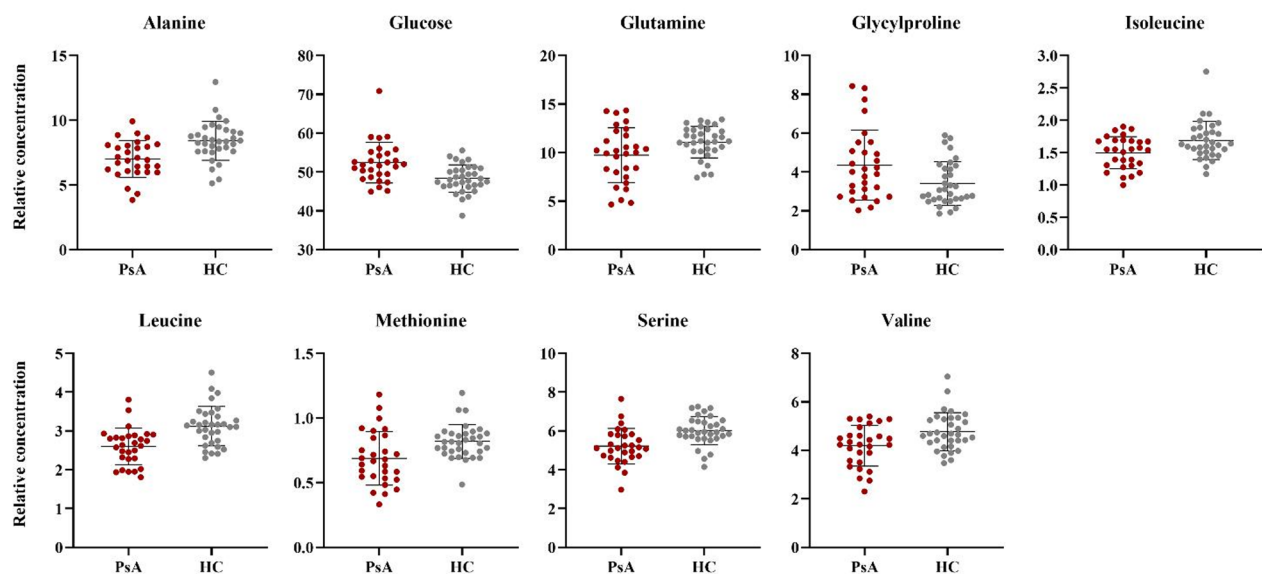 Alanine
Relative concentration
15
10
5
0
PsA HC
Glucose
80
70
60
50
40
30
PsA HC
Glutamine
20
15
10
5
0
PsA HC
Glycylproline
10
8
6
4
2
0
PsA HC
Isoleucine
3.0
2.5
2.0
1.5
1.0
0.5
0.0
PsA HC
Leucine
Relative concentration
5
4
3
2
1
0
PsA HC
Methionine
1.5
1.0
0.5
0.0
PsA HC
Serine
10
8
6
4
2
0
PsA HC
Valine
8
6
4
2
0
PsA HC